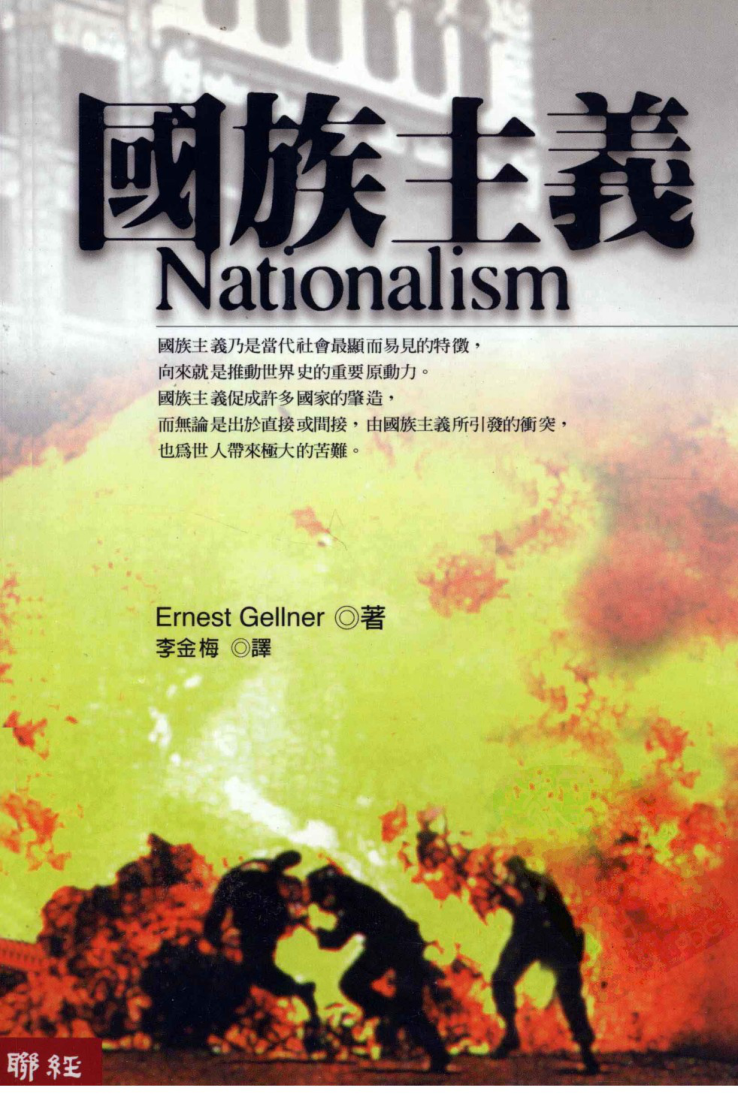 國族主義
Nationalism
國族主義乃是當代社會最顯而易見的特徵，
向來就是推動世界史的重要原動力。
國族主義促成許多國家的肇造，
而無論是出於直接或間接，由國族主義所引發的衝突，
也爲世人帶來極大的苦難。
Ernest Gellner ◎著
李金梅 ◎譯
聯經